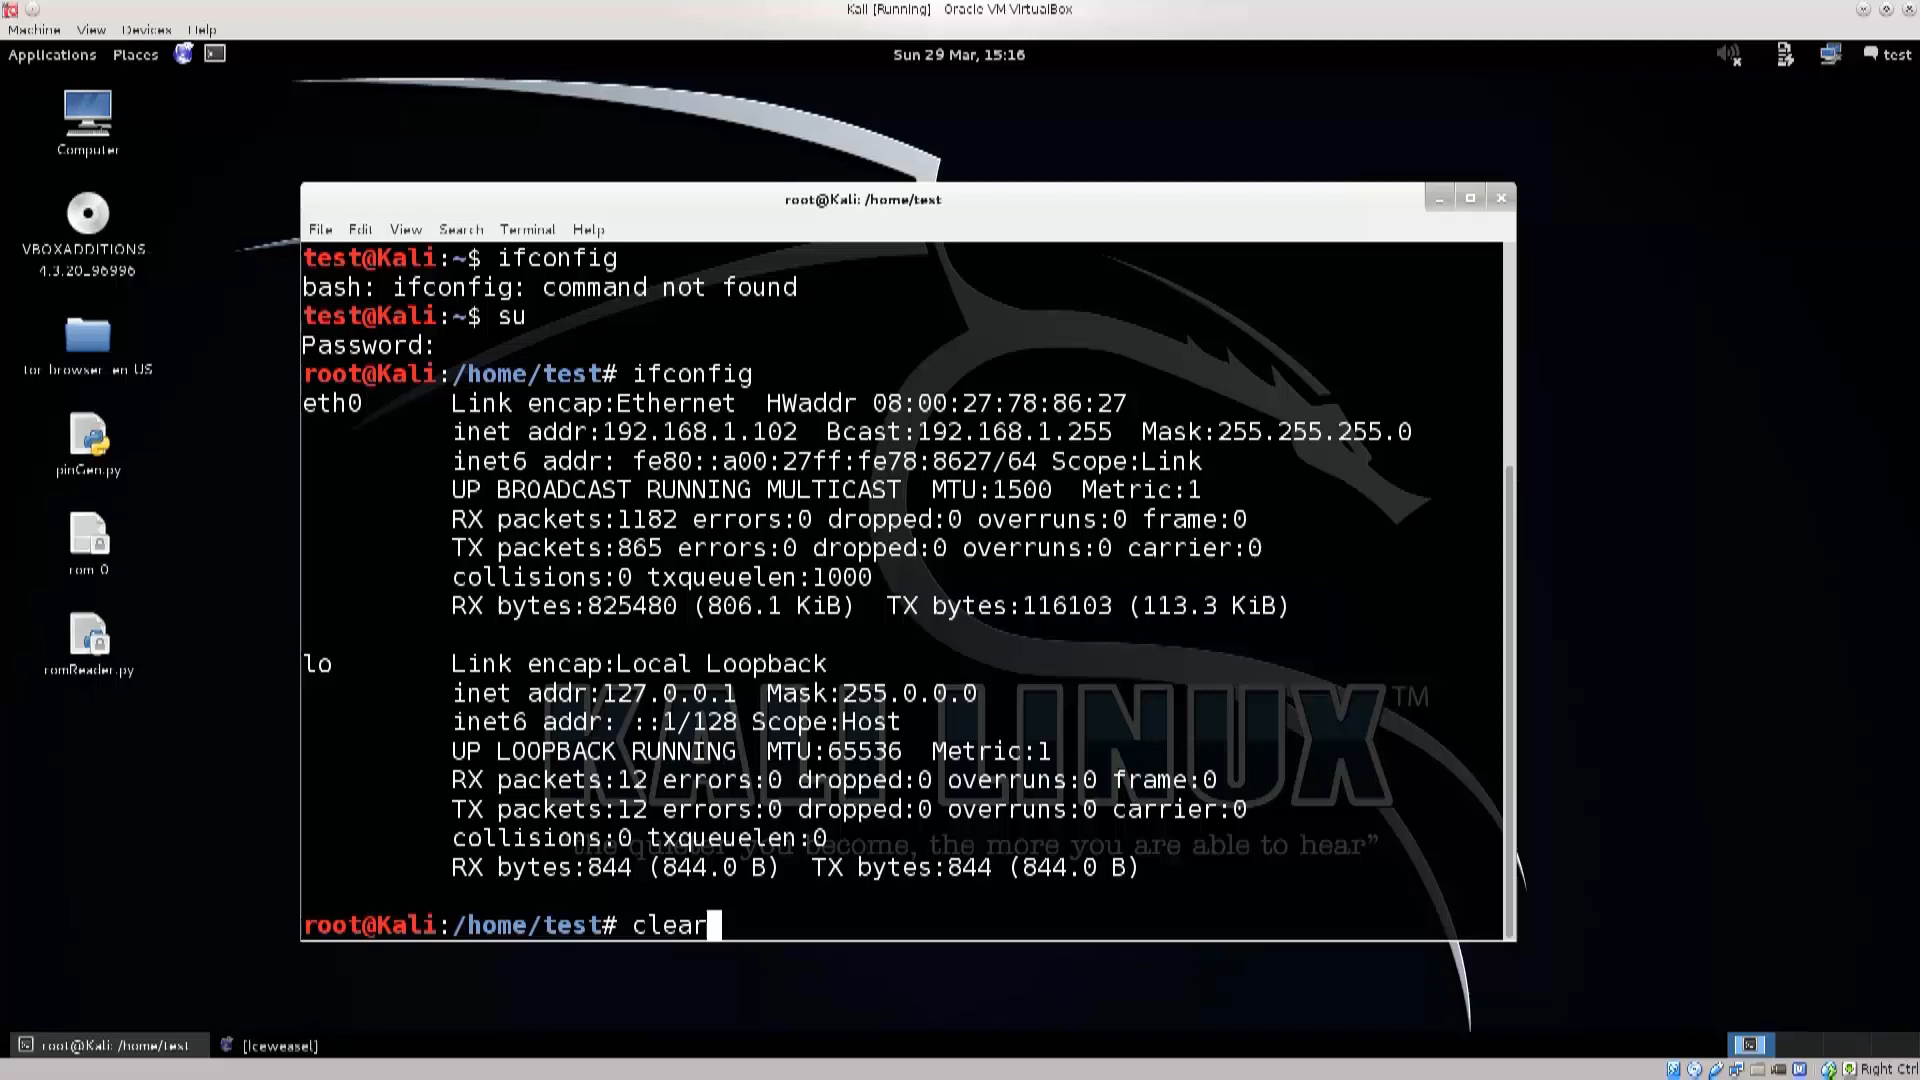 Kali [Running] Oracle VM VirtualBox
Machine View Devices Help
Applications Places
Sun 29 Mar, 15:16
test
Computer
VBOXADDITIONS_
4.3.20_96996
tor browser_en US
pinGen.py
rom 0
romReader.py
root@Kali: /home/test
File Edit View Search Terminal Help
test@Kali:~$ ifconfig
bash: ifconfig: command not found
test@Kali:~$ su
Password:
root@Kali:/home/test# ifconfig
eth0 Link encap:Ethernet HWaddr 08:00:27:78:86:27
inet addr:192.168.1.102 Bcast:192.168.1.255 Mask:255.255.255.0
inet6 addr: fe80::a00:27ff:fe78:8627/64 Scope:Link
UP BROADCAST RUNNING MULTICAST MTU:1500 Metric:1
RX packets:1182 errors:0 dropped:0 overruns:0 frame:0
TX packets:865 errors:0 dropped:0 overruns:0 carrier:0
collisions:0 txqueuelen:1000
RX bytes:825480 (806.1 KiB) TX bytes:116103 (113.3 KiB)
lo Link encap:Local Loopback
inet addr:127.0.0.1 Mask:255.0.0.0
inet6 addr: ::1/128 Scope:Host
UP LOOPBACK RUNNING MTU:65536 Metric:1
RX packets:12 errors:0 dropped:0 overruns:0 frame:0
TX packets:12 errors:0 dropped:0 overruns:0 carrier:0
collisions:0 txqueuelen:0
RX bytes:844 (844.0 B) TX bytes:844 (844.0 B)
root@Kali:/home/test# clear
KALI LINUX™
the quieter you become, the more you are able to hear”
root@Kali: /home/test
[Iceweasel]
Right Ctrl